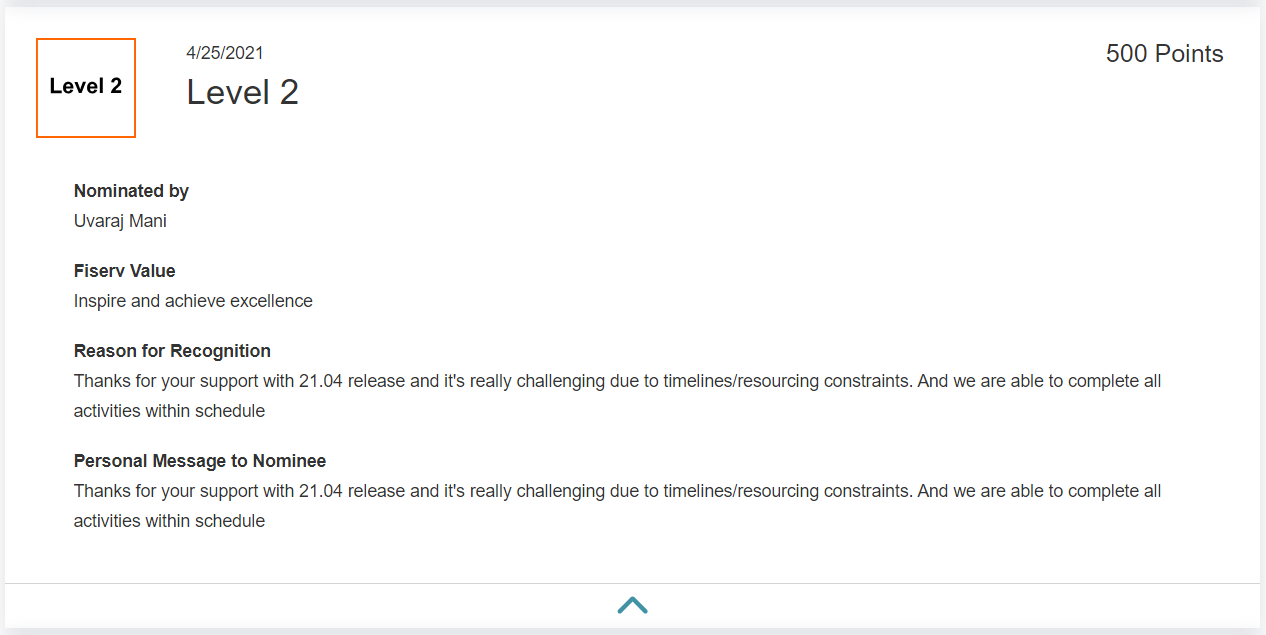 Level 2
4/25/2021
Level 2
500 Points
Nominated by
Uvaraj Mani
Fiserv Value
Inspire and achieve excellence
Reason for Recognition
Thanks for your support with 21.04 release and it's really challenging due to timelines/resourcing constraints. And we are able to complete all
activities within schedule
Personal Message to Nominee
Thanks for your support with 21.04 release and it's really challenging due to timelines/resourcing constraints. And we are able to complete all
activities within schedule